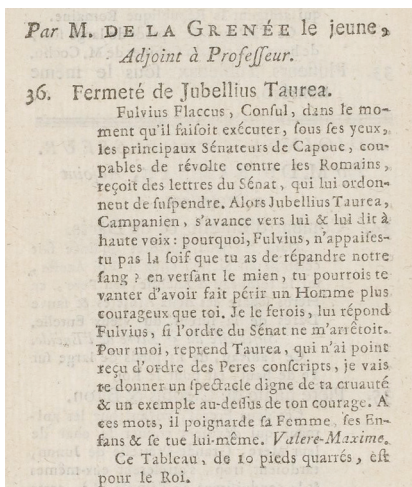 Par M. DE LA GRENÉE le jeune,
Adjoint à Professeur.
36. Fermeté de Jubellius Taurea.
Fulvius Flaccus, Consul, dans le mo-
ment qu'il faisoit exécuter, sous ses yeux,
les principaux Sénateurs de Capoue, cou-
pables de révolte contre les Romains,
reçoit des lettres du Sénat, qui lui ordon-
nent de suspendre. Alors Jubellius Taurea,
Campanien, s'avance vers lui & lui dit à
haute voix : pourquoi, Fulvius, n'appaises-
tu pas la soif que tu as de répandre notre
sang ? en versant le mien, tu pourrois te
vanter d'avoir fait périr un Homme plus
courageux que toi. Je le ferois, lui répond
Fulvius, si l'ordre du Sénat ne m'arrêtoit.
Pour moi, reprend Taurea, qui n'ai point
reçu d'ordre des Peres conscripts, je vais
te donner un spectacle digne de ta cruauté
& un exemple au-dessus de ton courage. A
ces mots, il poignarde sa Femme, ses En-
fans & se tue lui-même. Valere-Maxime.
Ce Tableau, de 10 pieds quarrés, est
pour le Roi.